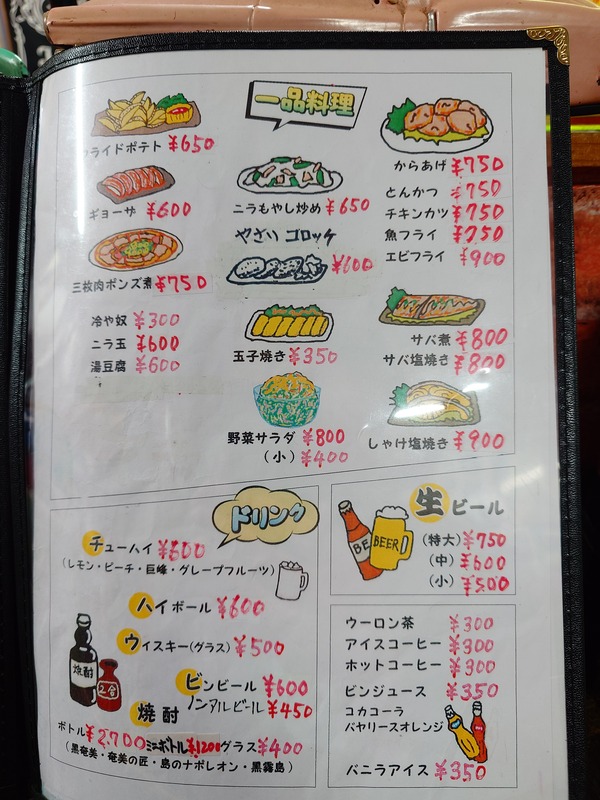 一品料理
フライドポテト ¥650
ギョーザ ¥600
三枚肉ポンズ煮 ¥750
冷や奴 ¥300
ニラ玉 ¥600
湯豆腐 ¥600
ニラもやし炒め ¥650
やさいコロッケ
¥600
玉子焼き ¥350
野菜サラダ ¥800
(小) ¥400
からあげ ¥750
とんかつ ¥750
チキンカツ ¥750
魚フライ ¥750
エビフライ ¥900
サバ煮 ¥800
サバ塩焼き ¥800
しゃけ塩焼き ¥900
ドリンク
チューハイ ¥600
(レモン・ピーチ・巨峰・グレープフルーツ)
ハイボール ¥600
ウイスキー(グラス) ¥500
ビンビール ¥600
ノンアルビール ¥450
焼酎
焼酎
2合
ボトル ¥2.700 ミニボトル ¥1200 グラス ¥400
(黒奄美・奄美の匠・島のナポレオン・黒霧島)
生ビール
BE
BEER
(特大) ¥750
(中) ¥600
(小) ¥500
ウーロン茶 ¥300
アイスコーヒー ¥300
ホットコーヒー ¥300
ビンジュース ¥350
コカコーラ
バヤリースオレンジ
バニラアイス ¥350